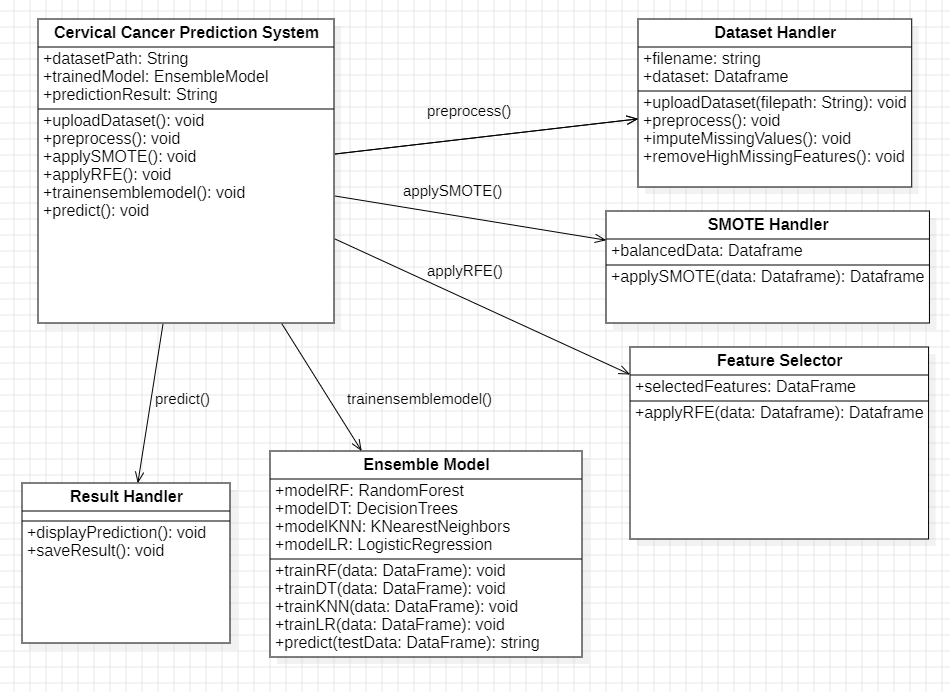 Cervical Cancer Prediction System
+datasetPath: String
+trainedModel: EnsembleModel
+predictionResult: String
+uploadDataset(): void
+preprocess(): void
+applySMOTE(): void
+applyRFE(): void
+trainensemblemodel(): void
+predict(): void
preprocess()
applySMOTE()
applyRFE()
predict()
trainensemblemodel()
Dataset Handler
+filename: string
+dataset: Dataframe
+uploadDataset(filepath: String): void
+preprocess(): void
+imputeMissingValues(): void
+removeHighMissingFeatures(): void
SMOTE Handler
+balancedData: Dataframe
+applySMOTE(data: Dataframe): Dataframe
Feature Selector
+selectedFeatures: DataFrame
+applyRFE(data: Dataframe): Dataframe
Result Handler
+displayPrediction(): void
+saveResult(): void
Ensemble Model
+modelRF: RandomForest
+modelDT: DecisionTrees
+modelKNN: KNearestNeighbors
+modelLR: LogisticRegression
+trainRF(data: DataFrame): void
+trainDT(data: DataFrame): void
+trainKNN(data: DataFrame): void
+trainLR(data: DataFrame): void
+predict(testData: DataFrame): string